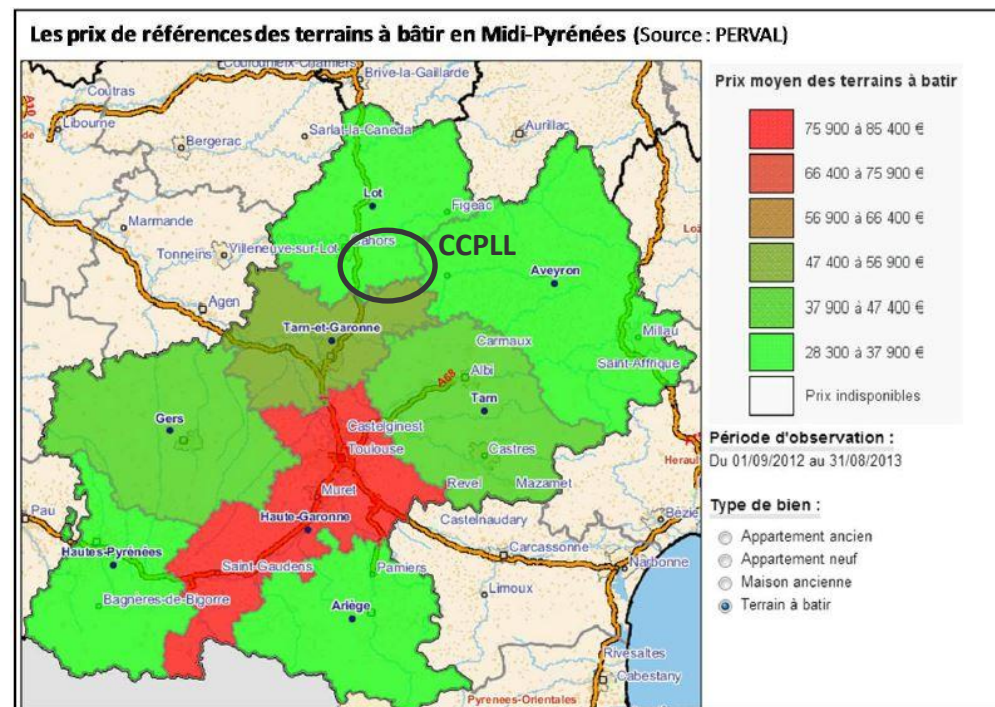 Les prix de références des terrains à bâtir en Midi-Pyrénées (Source : PERVAL)
Brive-la-Gaillarde
Coutras
A10
Libourne
Bergerac
Sarlat-la-Canéda
Aurillac
Lot
Figeac
Marmande
Tonneins
Villeneuve-sur-Lot
Cahors
CCPLL
Aveyron
Agen
Tarn-et-Garonne
Carmaux
Millau
Saint-Affrique
Albi
A68
Tarn
Gers
Castelginest
Toulouse
Castres
Revel
Mazamet
Herault
Muret
Pau
Haute-Garonne
Castelnaudary
Hautes-Pyrénées
Saint-Gaudens
Pamiers
Carcassonne
Narbonne
Bagnères-de-Bigorre
Ariège
Limoux
Rivesaltes
Cabestany
Pyrenees-Orientales
Prix moyen des terrains à batir
75 900 á 85 400 €
66 400 á 75 900 €
56 900 á 66 400 €
47 400 á 56 900 €
37 900 á 47 400 €
28 300 á 37 900 €
Prix indisponibles
Période d'observation :
Du 01/09/2012 au 31/08/2013
Type de bien :
Appartement ancien
Appartement neuf
Maison ancienne
Terrain à batir